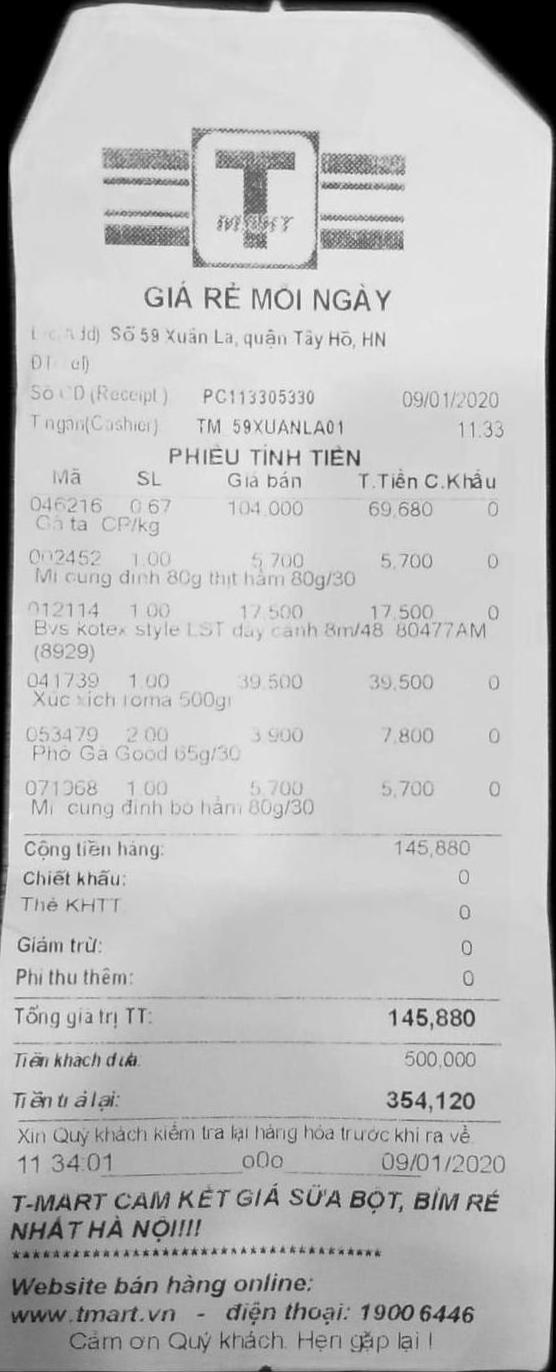 T
MART
GIÁ RẺ MỖI NGÀY
Số 59 Xuân La, quận Tây Hồ, HN
Số CD (Receipt) PC113305330 09/01/2020
T ngân(Cashier) TM_59XUANLA01 11:33
PHIẾU TÍNH TIỀN
Mã SL Giá bán T.Tiền C.Khấu
046216 0.67 104.000 69,680 0
Gà ta CP/kg
002452 1.00 5.700 5,700 0
Mì cung đình 80g thịt hầm 80g/30
012114 1.00 17.500 17,500 0
Bvs kotex style LST dày cánh 8m/48 80477AM
(8929)
041739 1.00 39.500 39,500 0
Xúc xích roma 500gr
053479 2.00 3.900 7,800 0
Phở Gà Good 65g/30
071068 1.00 5.700 5,700 0
Mì cung đình bò hầm 80g/30
Cộng tiền hàng: 145,880
Chiết khấu: 0
Thẻ KHTT 0
Giảm trừ: 0
Phí thu thêm: 0
Tổng giá trị TT: 145,880
Tiền khách đưa: 500,000
Tiền trả lại: 354,120
Xin Quý khách kiểm tra lại hàng hóa trước khi ra về
11:34:01 o0o 09/01/2020
T-MART CAM KẾT GIÁ SỮA BỘT, BỈM RẺ
NHẤT HÀ NỘI!!!!
***************************************
Website bán hàng online:
www.tmart.vn - điện thoại: 1900 6446
Cảm ơn Quý khách. Hẹn gặp lại !